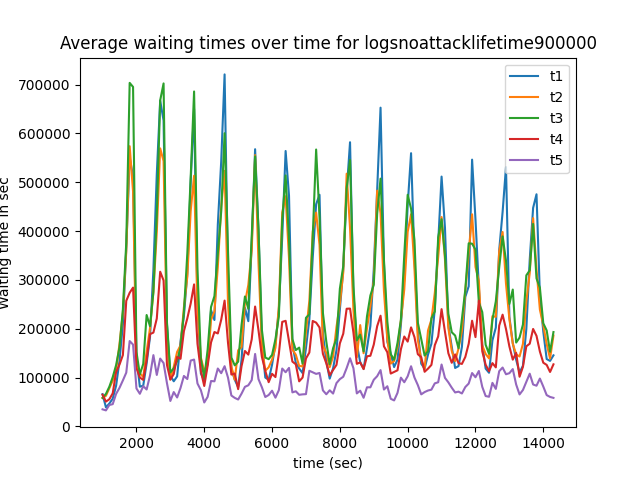 Average waiting times over time for logsnoattacklifetime900000
700000
600000
500000
400000
300000
200000
100000
0
waiting time in sec
2000 4000 6000 8000 10000 12000 14000
time (sec)
t1
t2
t3
t4
t5